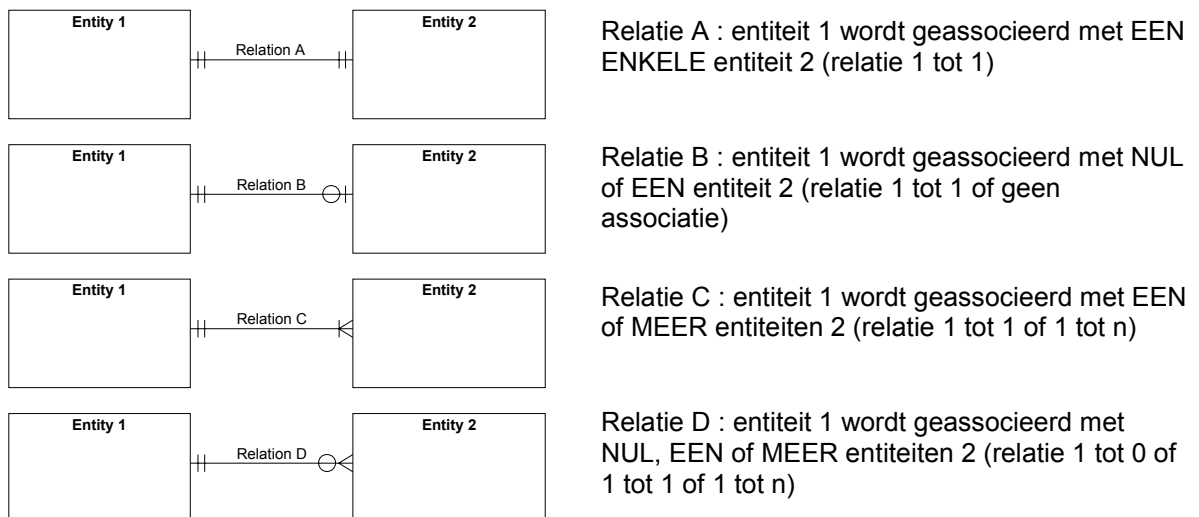 Entity 1
Relation A
Entity 2
Relatie A : entiteit 1 wordt geassocieerd met EEN
ENKELE entiteit 2 (relatie 1 tot 1)
Entity 1
Relation B
Entity 2
Relatie B : entiteit 1 wordt geassocieerd met NUL
of EEN entiteit 2 (relatie 1 tot 1 of geen
associatie)
Entity 1
Relation C
Entity 2
Relatie C : entiteit 1 wordt geassocieerd met EEN
of MEER entiteiten 2 (relatie 1 tot 1 of 1 tot n)
Entity 1
Relation D
Entity 2
Relatie D : entiteit 1 wordt geassocieerd met
NUL, EEN of MEER entiteiten 2 (relatie 1 tot 0 of
1 tot 1 of 1 tot n)